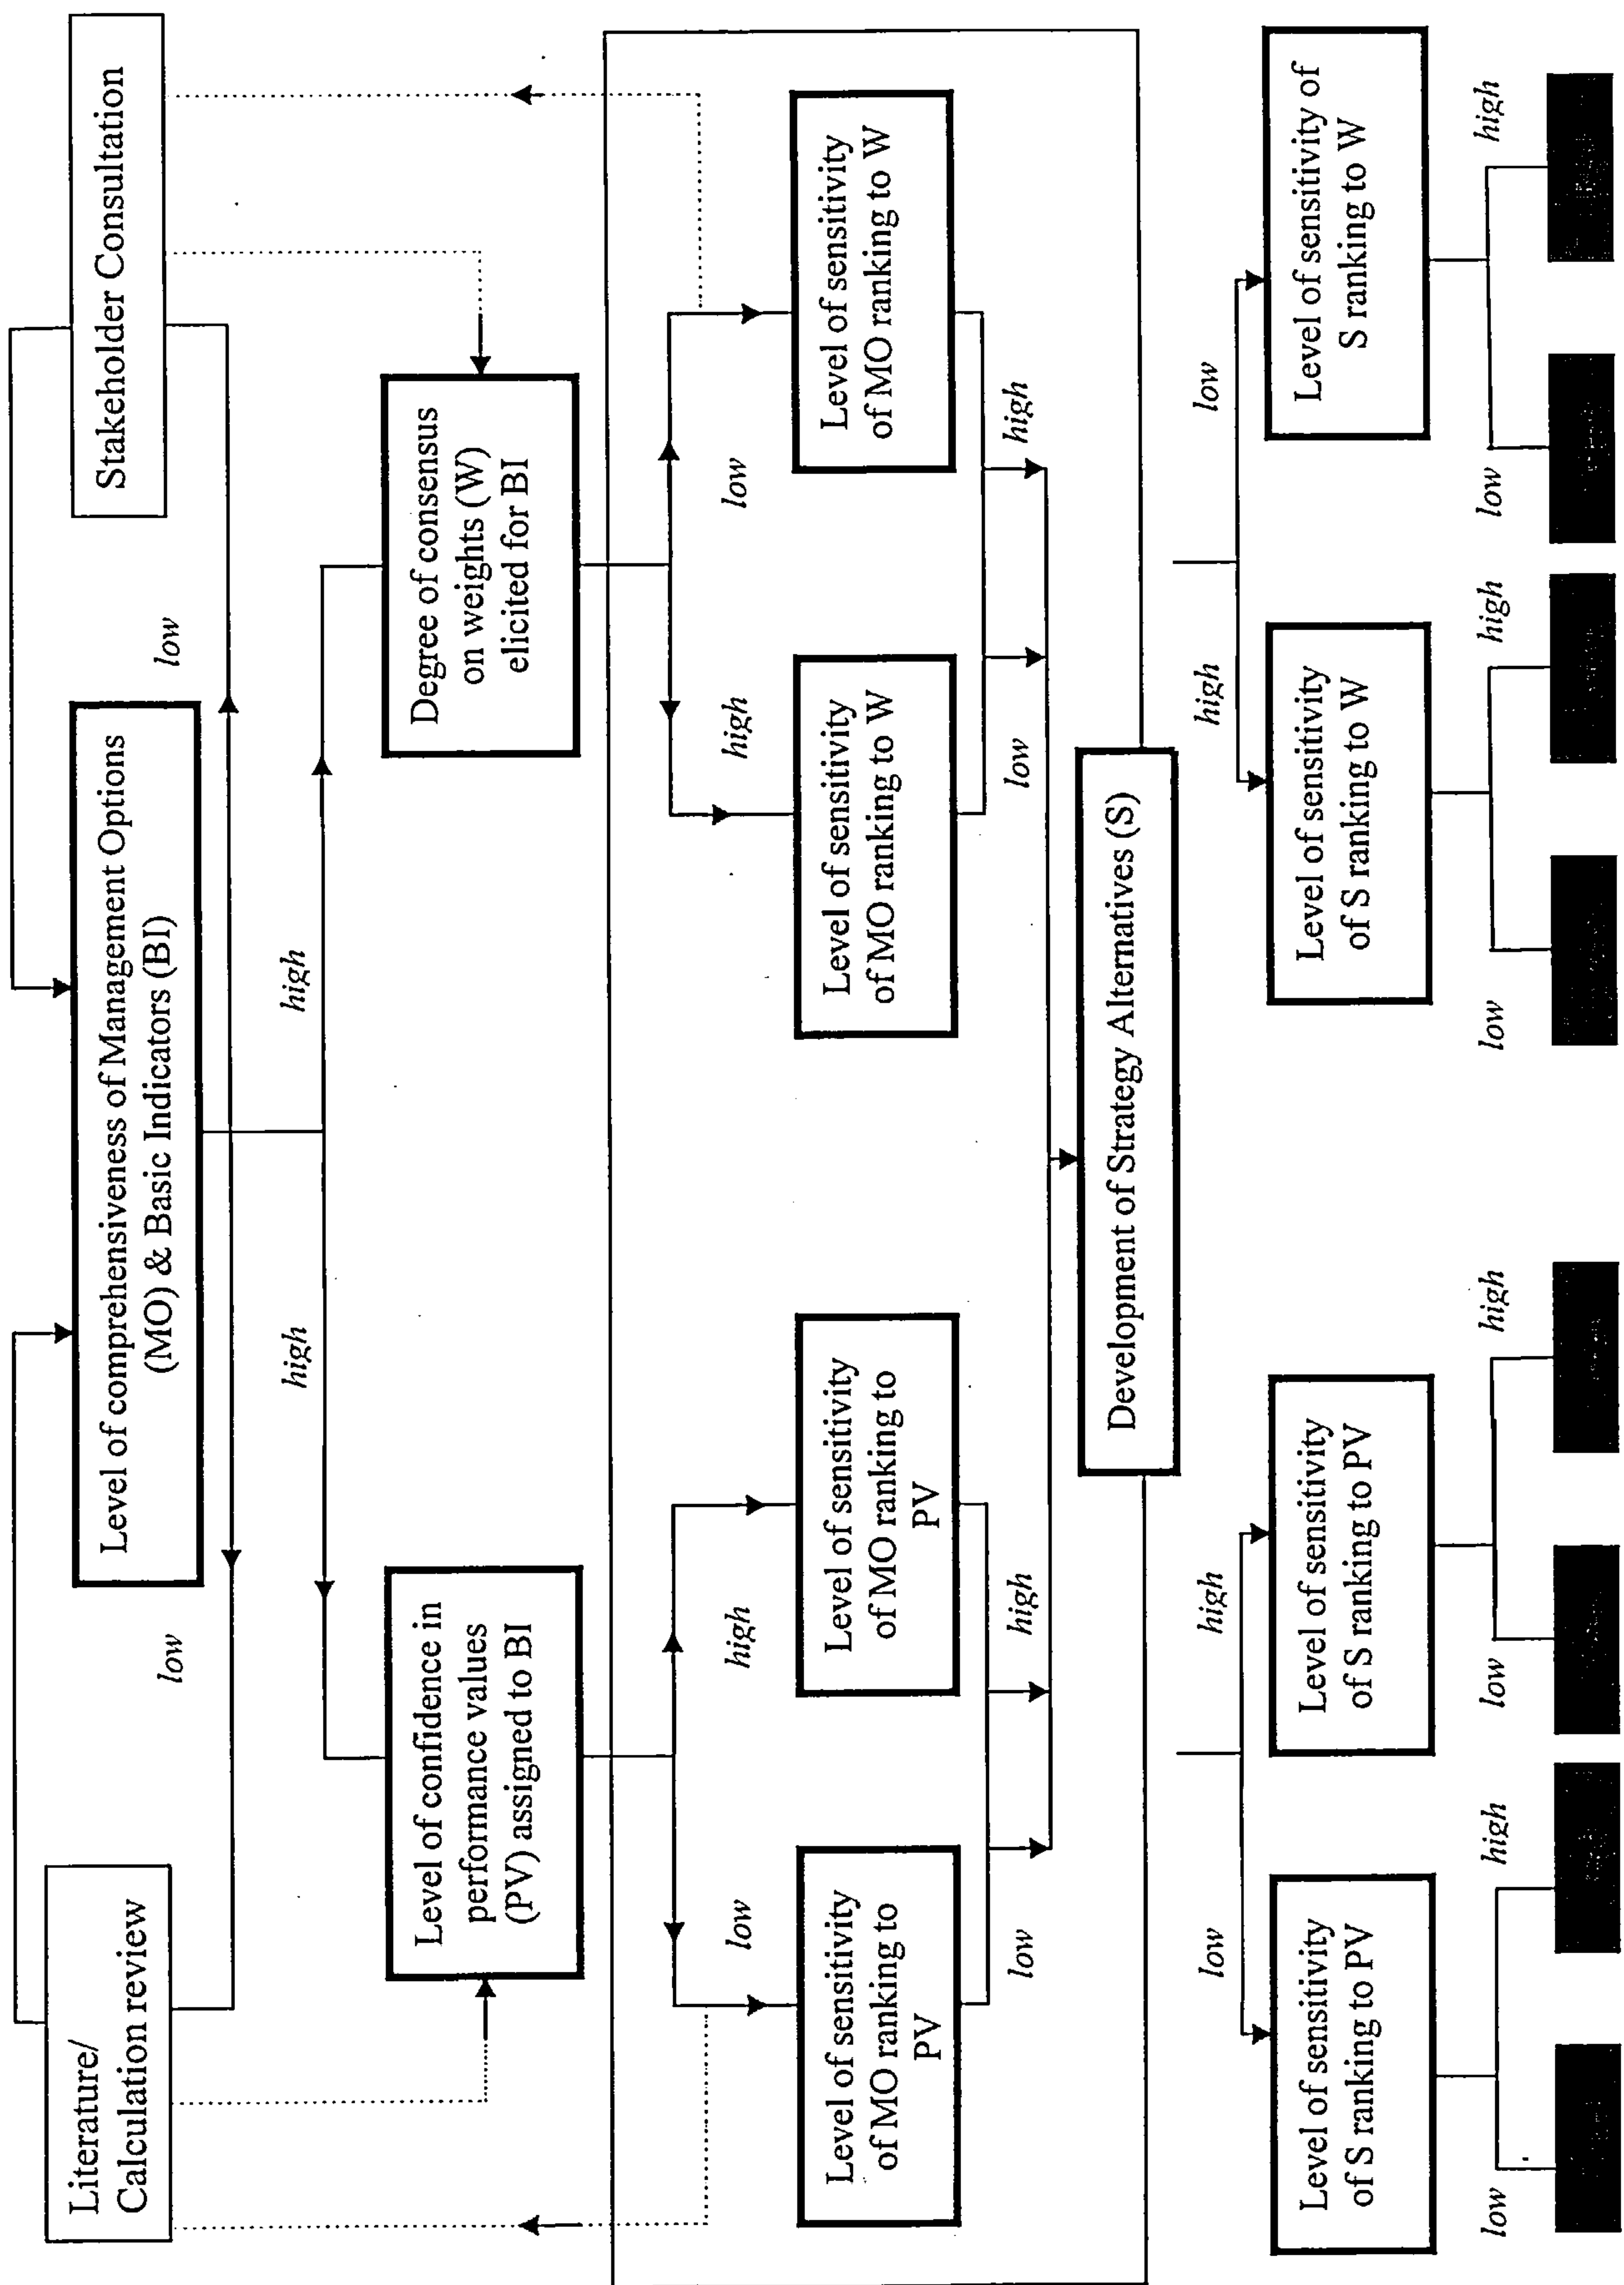 Literature/
Calculation review
Level of comprehensiveness of Management Options
(MO) & Basic Indicators (BI)
Stakeholder Consultation
low
low
high
high
Level of confidence in
performance values
(PV) assigned to BI
Degree of consensus
on weights (W)
elicited for BI
low
high
high
low
Level of sensitivity
of MO ranking to
PV
Level of sensitivity
of MO ranking to
PV
Level of sensitivity
of MO ranking to W
Level of sensitivity
of MO ranking to W
low
high
low
high
Development of Strategy Alternatives (S)
low
high
high
low
Level of sensitivity
of S ranking to PV
Level of sensitivity
of S ranking to PV
Level of sensitivity
of S ranking to W
Level of sensitivity of
S ranking to W
low
high
low
high
low
high
low
high